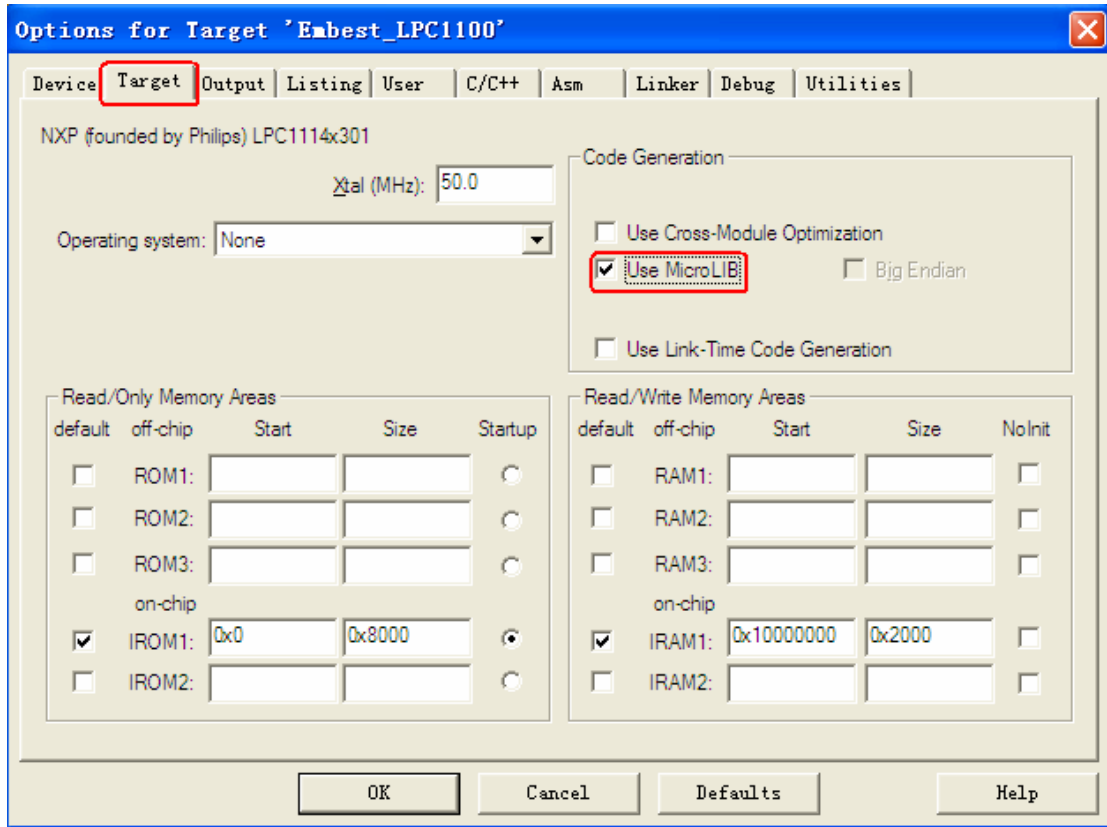 Options for Target 'Embest_LPC1100'
Device Target Output Listing User C/C++ Asm Linker Debug Utilities
NXP (founded by Philips) LPC1114x301
Xtal (MHz): 50.0
Operating system: None
Code Generation
Use Cross-Module Optimization
Use MicroLIB Big Endian
Use Link-Time Code Generation
Read/Only Memory Areas
default off-chip Start Size Startup
ROM1:
ROM2:
ROM3:
on-chip
IROM1: 0x0 0x8000
IROM2:
Read/Write Memory Areas
default off-chip Start Size NoInit
RAM1:
RAM2:
RAM3:
on-chip
IRAM1: 0x10000000 0x2000
IRAM2:
OK Cancel Defaults Help